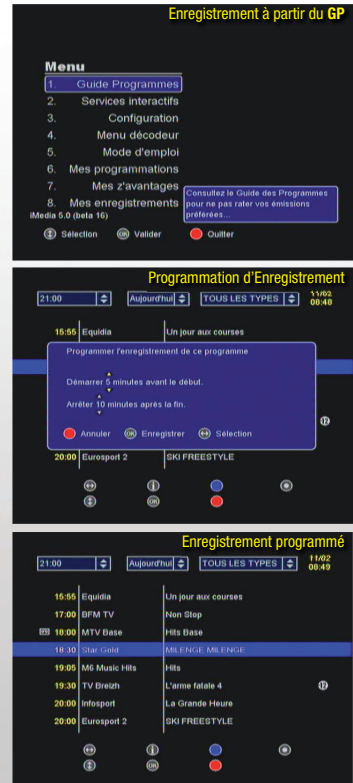 Enregistrement à partir du GP
Menu
1. Guide Programmes
2. Services interactifs
3. Configuration
4. Menu décodeur
5. Mode d'emploi
6. Mes programmations
7. Mes z'avantages
8. Mes enregistrements
Consultez le Guide des Programmes
pour ne pas rater vos émissions
préférées...
iMedia 5.0 (beta 16)
Sélection OK Valider Quitter
Programmation d'Enregistrement
21:00 Aujourd'hui TOUS LES TYPES 11/02
08:48
15:55 Equidia Un jour aux courses
Programmer l'enregistrement de ce programme
Démarrer 5 minutes avant le début.
Arrêter 10 minutes après la fin.
Annuler OK Enregistrer Sélection
20:00 Eurosport 2 SKI FREESTYLE
OK
Enregistrement programmé
21:00 Aujourd'hui TOUS LES TYPES 11/02
08:49
15:55 Equidia Un jour aux courses
17:00 BFM TV Non Stop
18:00 MTV Base Hits Base
18:30 Star Gold MILENGE MILENGE
19:05 M6 Music Hits Hits
19:30 TV Breizh L'arme fatale 4
20:00 Infosport La Grande Heure
20:00 Eurosport 2 SKI FREESTYLE
OK